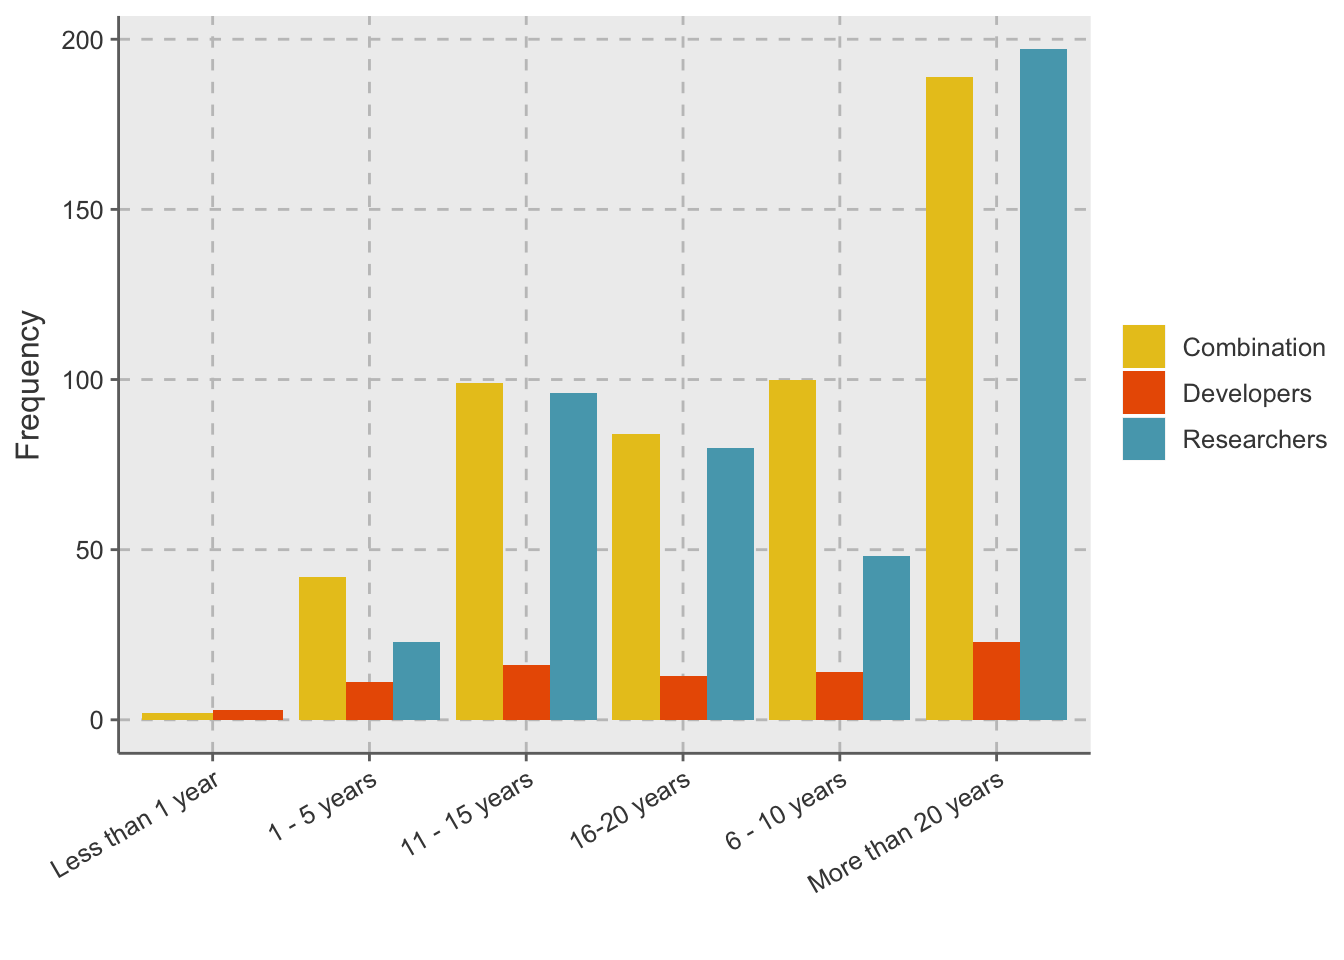 200
150
100
50
0
Frequency
Less than 1 year
1 - 5 years
11 - 15 years
16-20 years
6 - 10 years
More than 20 years
Combination
Developers
Researchers